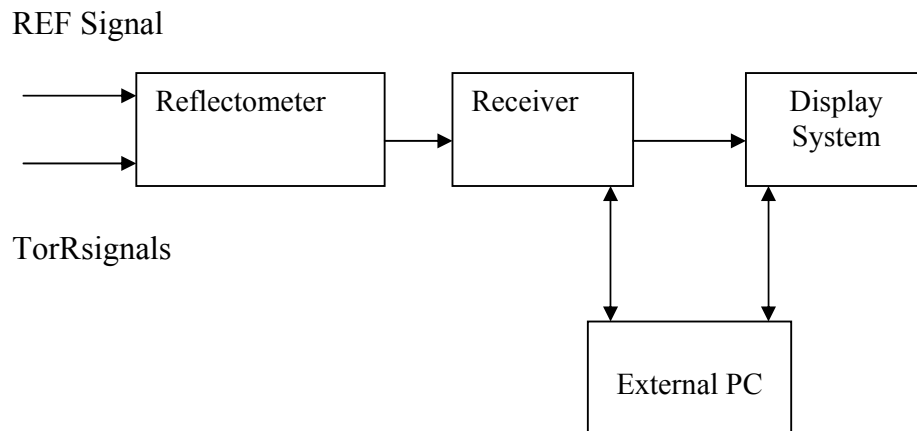 REF Signal
Reflectometer
Receiver
Display
System
TorRsignals
External PC